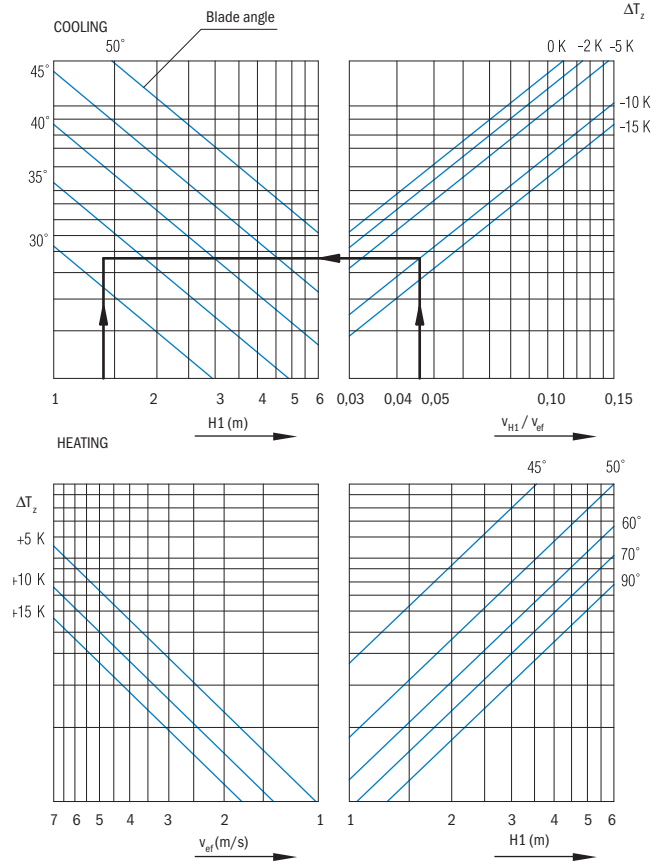 COOLING
Blade angle
ΔTz
50°
45°
40°
35°
30°
0 K
–2 K
–5 K
–10 K
–15 K
1 2 3 4 5 6
H1 (m)
0,03 0,04 0,05 0,10 0,15
vH1 / vef
HEATING
ΔTz
+5 K
+10 K
+15 K
45°
50°
60°
70°
90°
7 6 5 4 3 2 1
vef (m/s)
1 2 3 4 5 6
H1 (m)